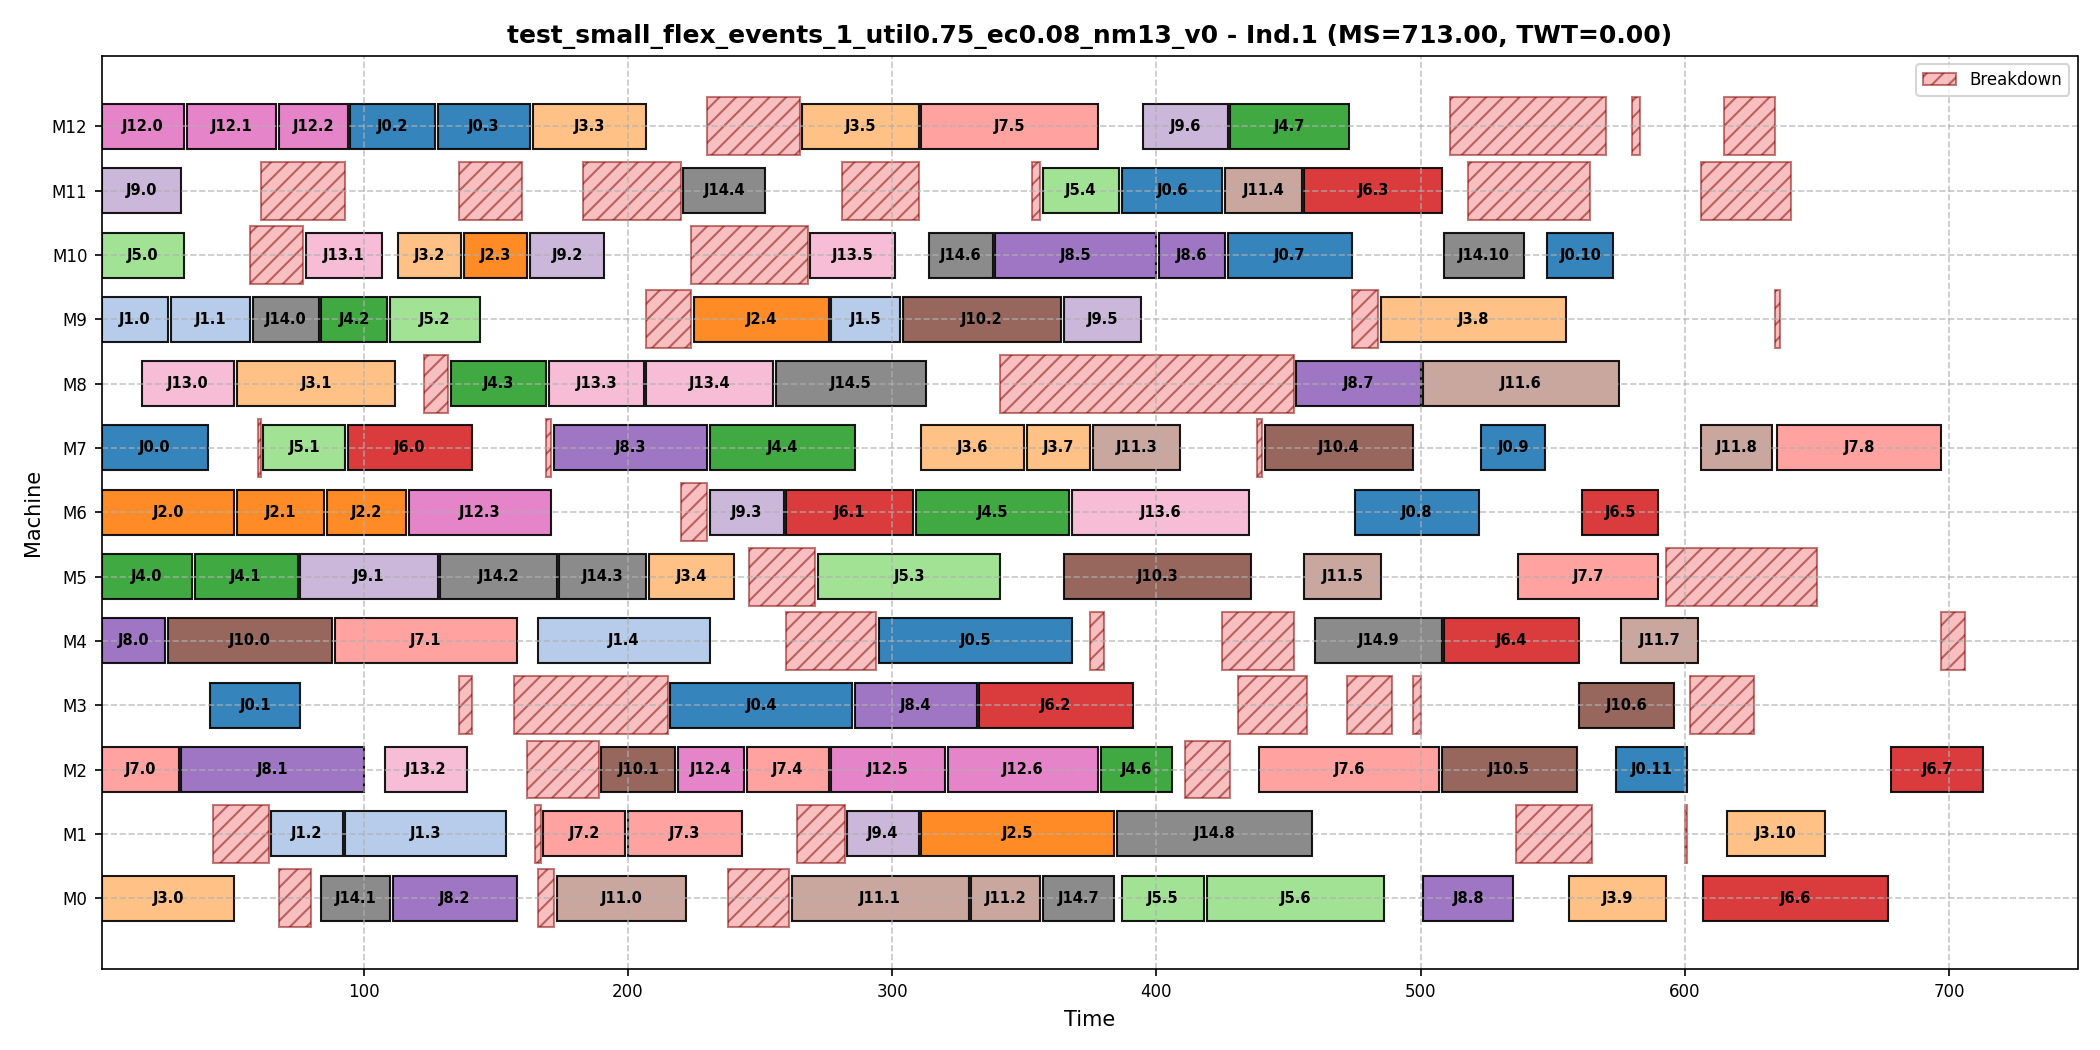 test_small_flex_events_1_util0.75_ec0.08_nm13_v0 - Ind.1 (MS=713.00, TWT=0.00)
Breakdown
M12 J12.0 J12.1 J12.2 J0.2 J0.3 J3.3 J3.5 J7.5 J9.6 J4.7
M11 J9.0 J14.4 J5.4 J0.6 J11.4 J6.3
M10 J5.0 J13.1 J3.2 J2.3 J9.2 J13.5 J14.6 J8.5 J8.6 J0.7 J14.10 J0.10
M9 J1.0 J1.1 J14.0 J4.2 J5.2 J2.4 J1.5 J10.2 J9.5 J3.8
M8 J13.0 J3.1 J4.3 J13.3 J13.4 J14.5 J8.7 J11.6
M7 J0.0 J5.1 J6.0 J8.3 J4.4 J3.6 J3.7 J11.3 J10.4 J0.9 J11.8 J7.8
M6 J2.0 J2.1 J2.2 J12.3 J9.3 J6.1 J4.5 J13.6 J0.8 J6.5
M5 J4.0 J4.1 J9.1 J14.2 J14.3 J3.4 J5.3 J10.3 J11.5 J7.7
M4 J8.0 J10.0 J7.1 J1.4 J0.5 J14.9 J6.4 J11.7
M3 J0.1 J0.4 J8.4 J6.2 J10.6
M2 J7.0 J8.1 J13.2 J10.1 J12.4 J7.4 J12.5 J12.6 J4.6 J7.6 J10.5 J0.11 J6.7
M1 J1.2 J1.3 J7.2 J7.3 J9.4 J2.5 J14.8 J3.10
M0 J3.0 J14.1 J8.2 J11.0 J11.1 J11.2 J14.7 J5.5 J5.6 J8.8 J3.9 J6.6
Machine
100 200 300 400 500 600 700
Time